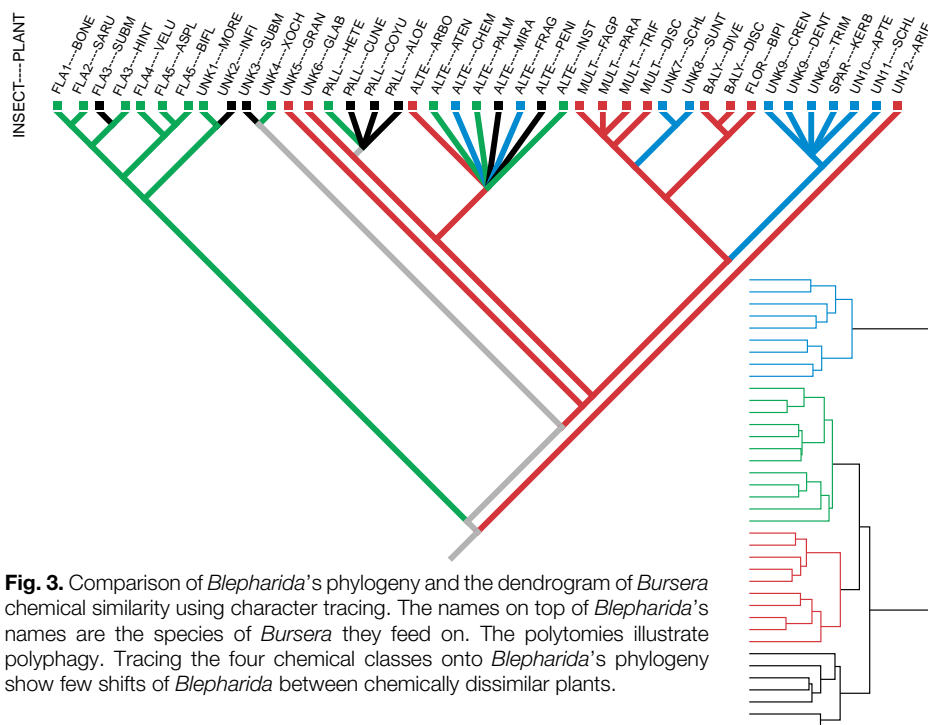 INSECT----PLANT
FLA1---BONE
FLA2---SARU
FLA3---SUBM
FLA3---HINT
FLA4---VELU
FLA5---ASPL
FLA5---BIFL
UNK1---MORE
UNK2---INFI
UNK3---SUBM
UNK4---XOCH
UNK5---GRAN
UNK6---GLAB
PALL---HETE
PALL---CUNE
PALL---COYU
PALL---ALOE
ALTE---ARBO
ALTE---ATEN
ALTE---CHEM
ALTE---PALM
ALTE---MIRA
ALTE---FRAG
ALTE---PENI
ALTE---INST
MULT---FAGP
MULT---PARA
MULT---TRIF
MULT---DISC
UNK7---SCHL
UNK8---SUNT
BALY---DIVE
BALY---DISC
FLOR---BIPI
UNK9---CREN
UNK9---DENT
UNK9---TRIM
SPAR---KERB
UN10---APTE
UN11---SCHL
UN12---ARIE
Fig. 3. Comparison of Blepharida's phylogeny and the dendrogram of Bursera
chemical similarity using character tracing. The names on top of Blepharida's
names are the species of Bursera they feed on. The polytomies illustrate
polyphagy. Tracing the four chemical classes onto Blepharida's phylogeny
show few shifts of Blepharida between chemically dissimilar plants.